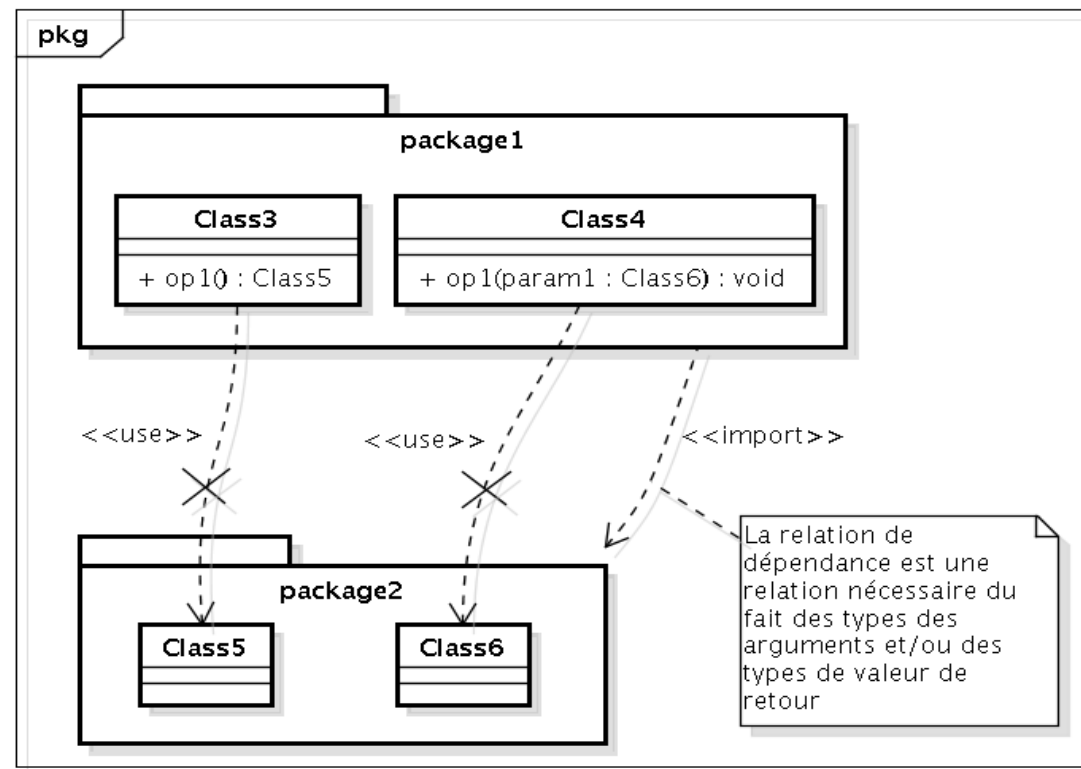 pkg
package1
Class3
+ op1() : Class5
Class4
+ op1(param1 : Class6) : void
<<use>>
<<use>>
<<import>>
package2
Class5
Class6
La relation de
dépendance est une
relation nécessaire du
fait des types des
arguments et/ou des
types de valeur de
retour